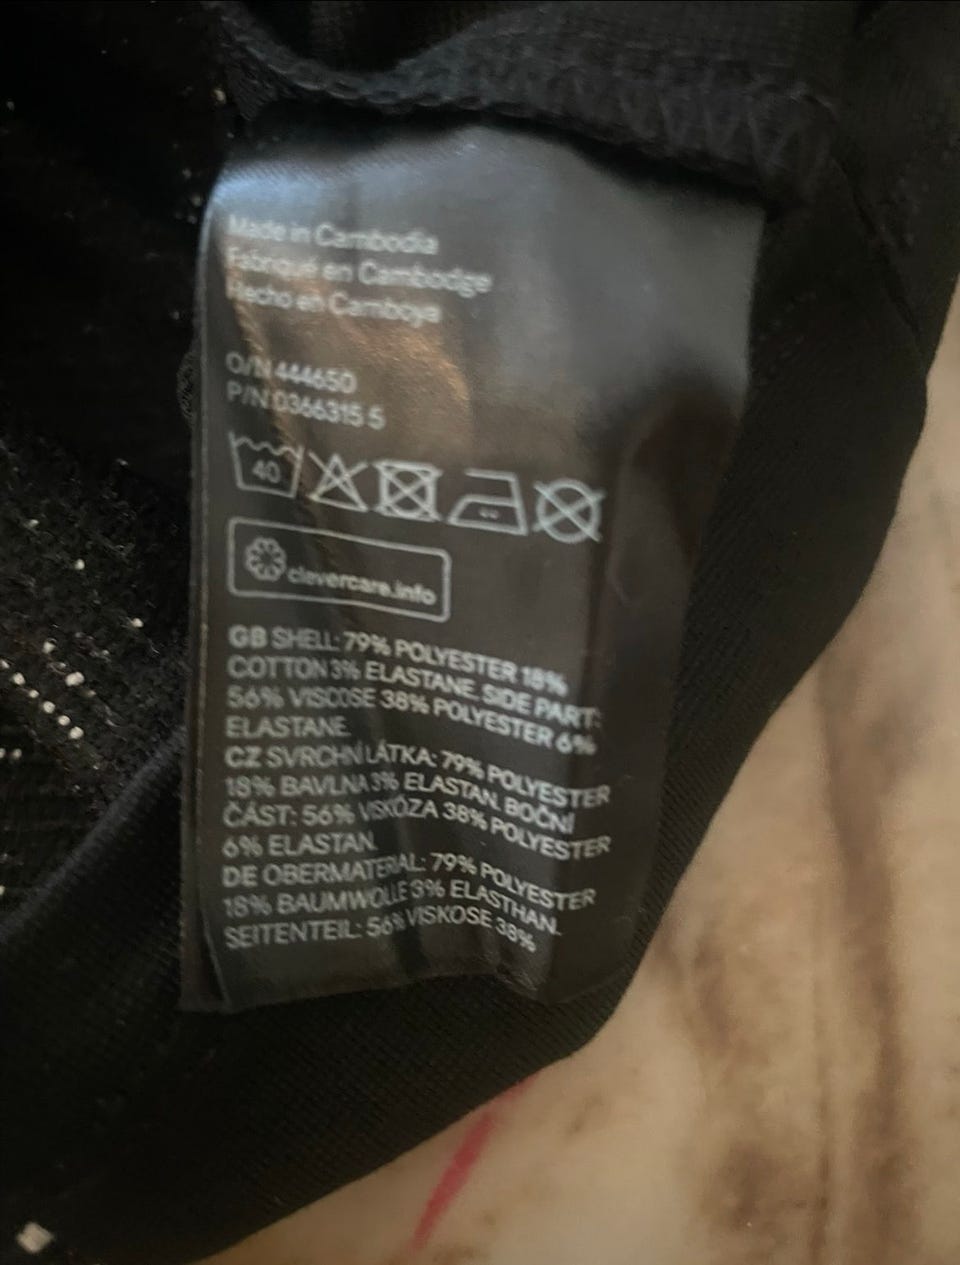 Made in Cambodia
Fabriqué en Cambodge
Hecho en Camboya
O/N 444650
P/N 0366315 5
40
clevercare.info
GB SHELL: 79% POLYESTER 18%
COTTON 3% ELASTANE. SIDE PART:
56% VISCOSE 38% POLYESTER 6%
ELASTANE.
CZ SVRCHNÍ LÁTKA: 79% POLYESTER
18% BAVLNA 3% ELASTAN. BOČNÍ
ČÁST: 56% VISKÓZA 38% POLYESTER
6% ELASTAN.
DE OBERMATERIAL: 79% POLYESTER
18% BAUMWOLLE 3% ELASTHAN.
SEITENTEIL: 56% VISKOSE 38%